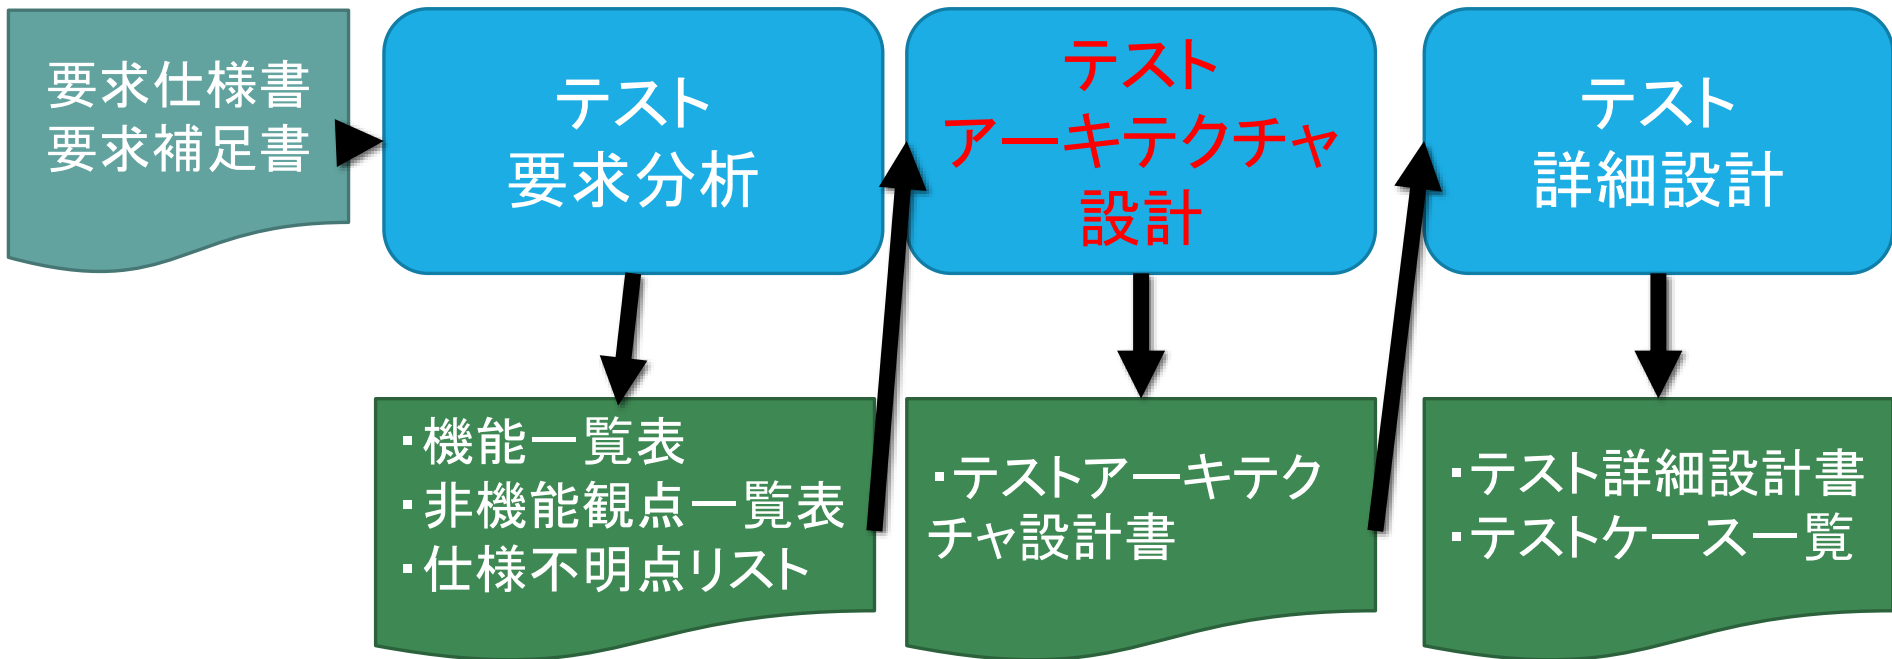 要求仕様書
要求補足書
テスト
要求分析
テスト
アーキテクチャ
設計
テスト
詳細設計
・機能一覧表
・非機能観点一覧表
・仕様不明点リスト
・テストアーキテク
チャ設計書
・テスト詳細設計書
・テストケース一覧